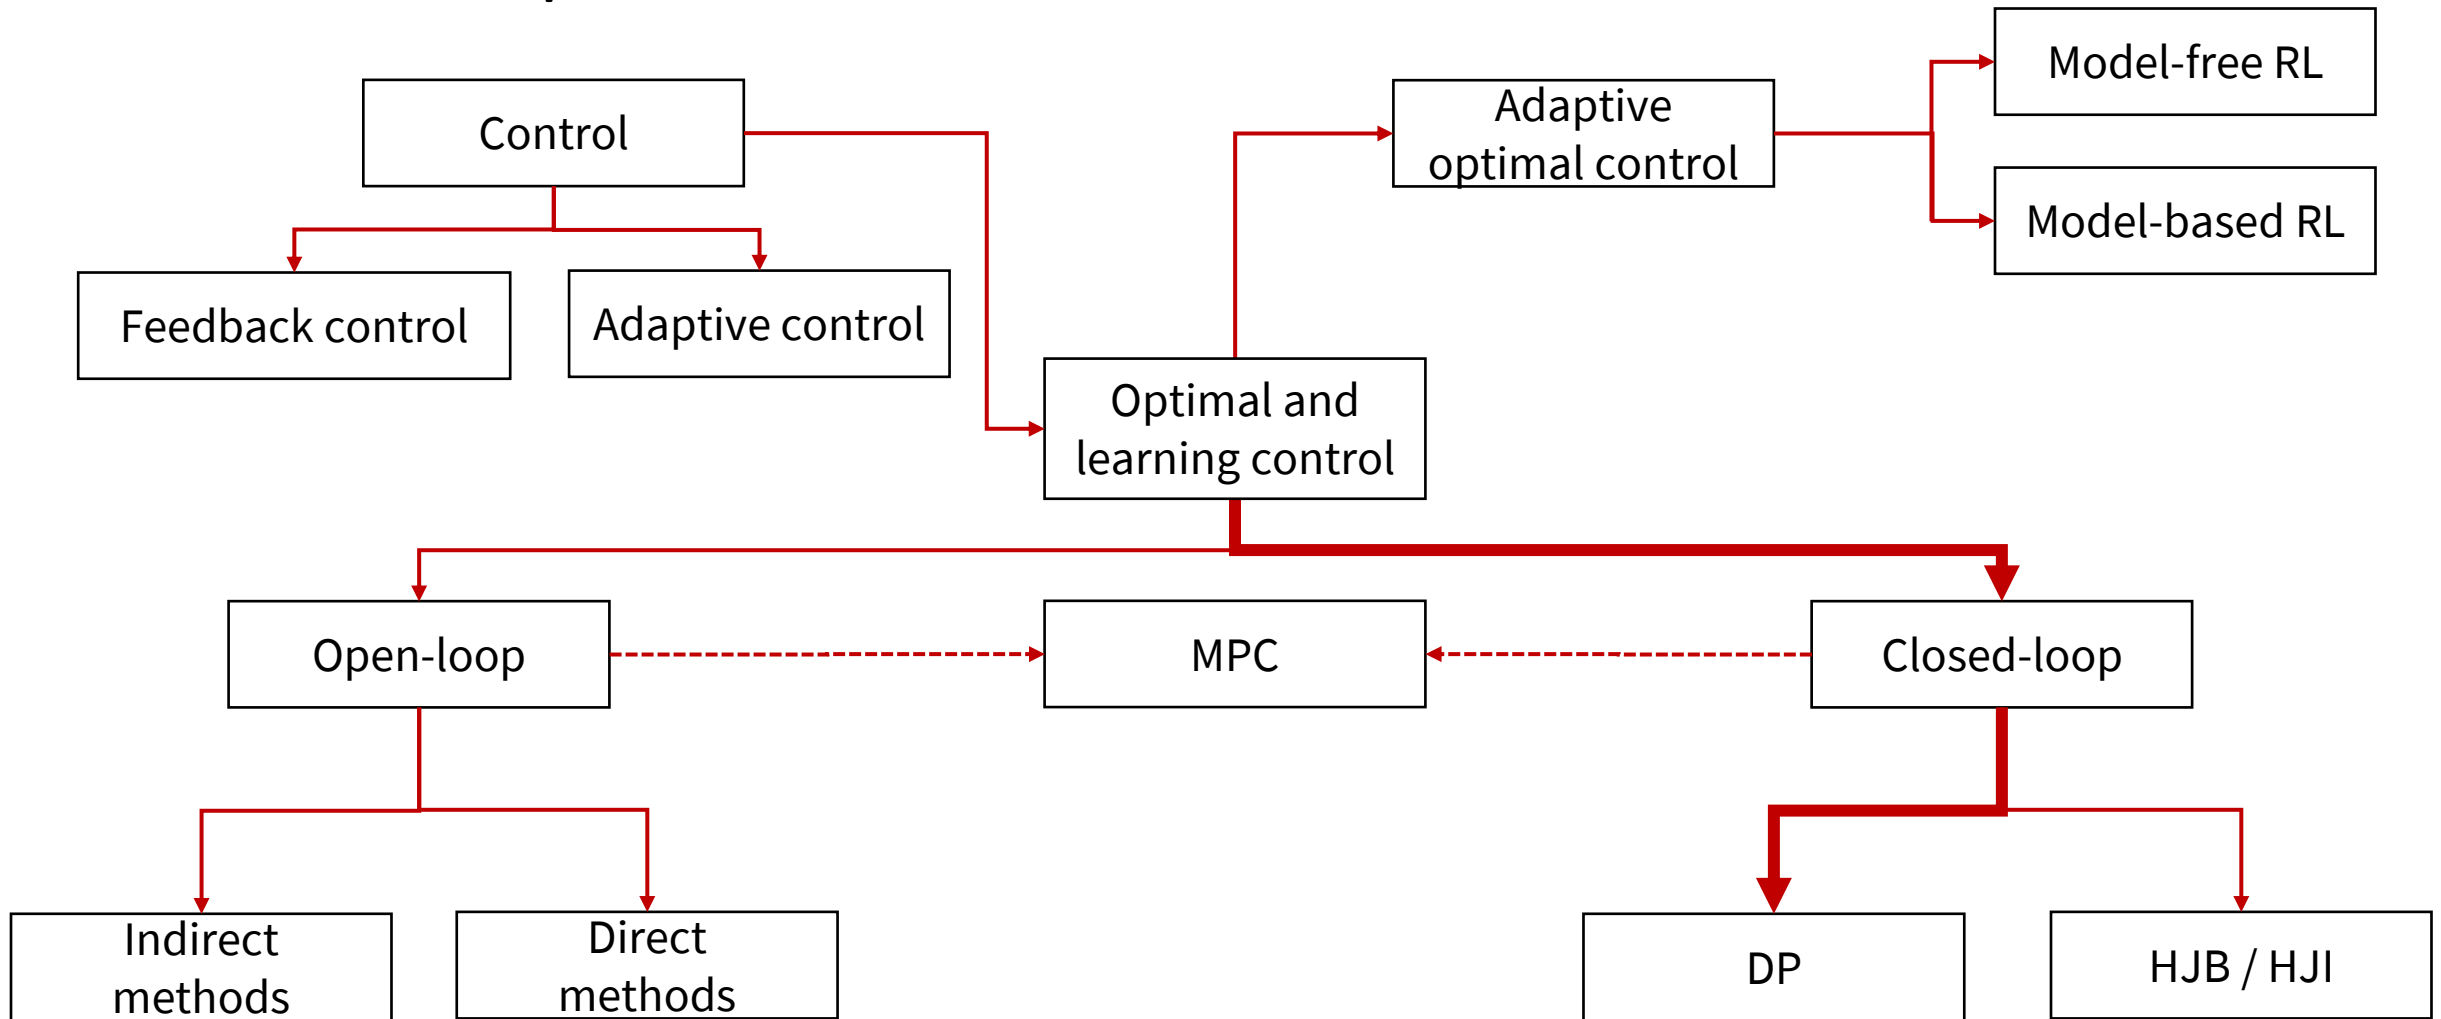 Model-free RL
Control
Adaptive
optimal control
Model-based RL
Feedback control
Adaptive control
Optimal and
learning control
Open-loop
MPC
Closed-loop
Indirect
methods
Direct
methods
DP
HJB / HJI